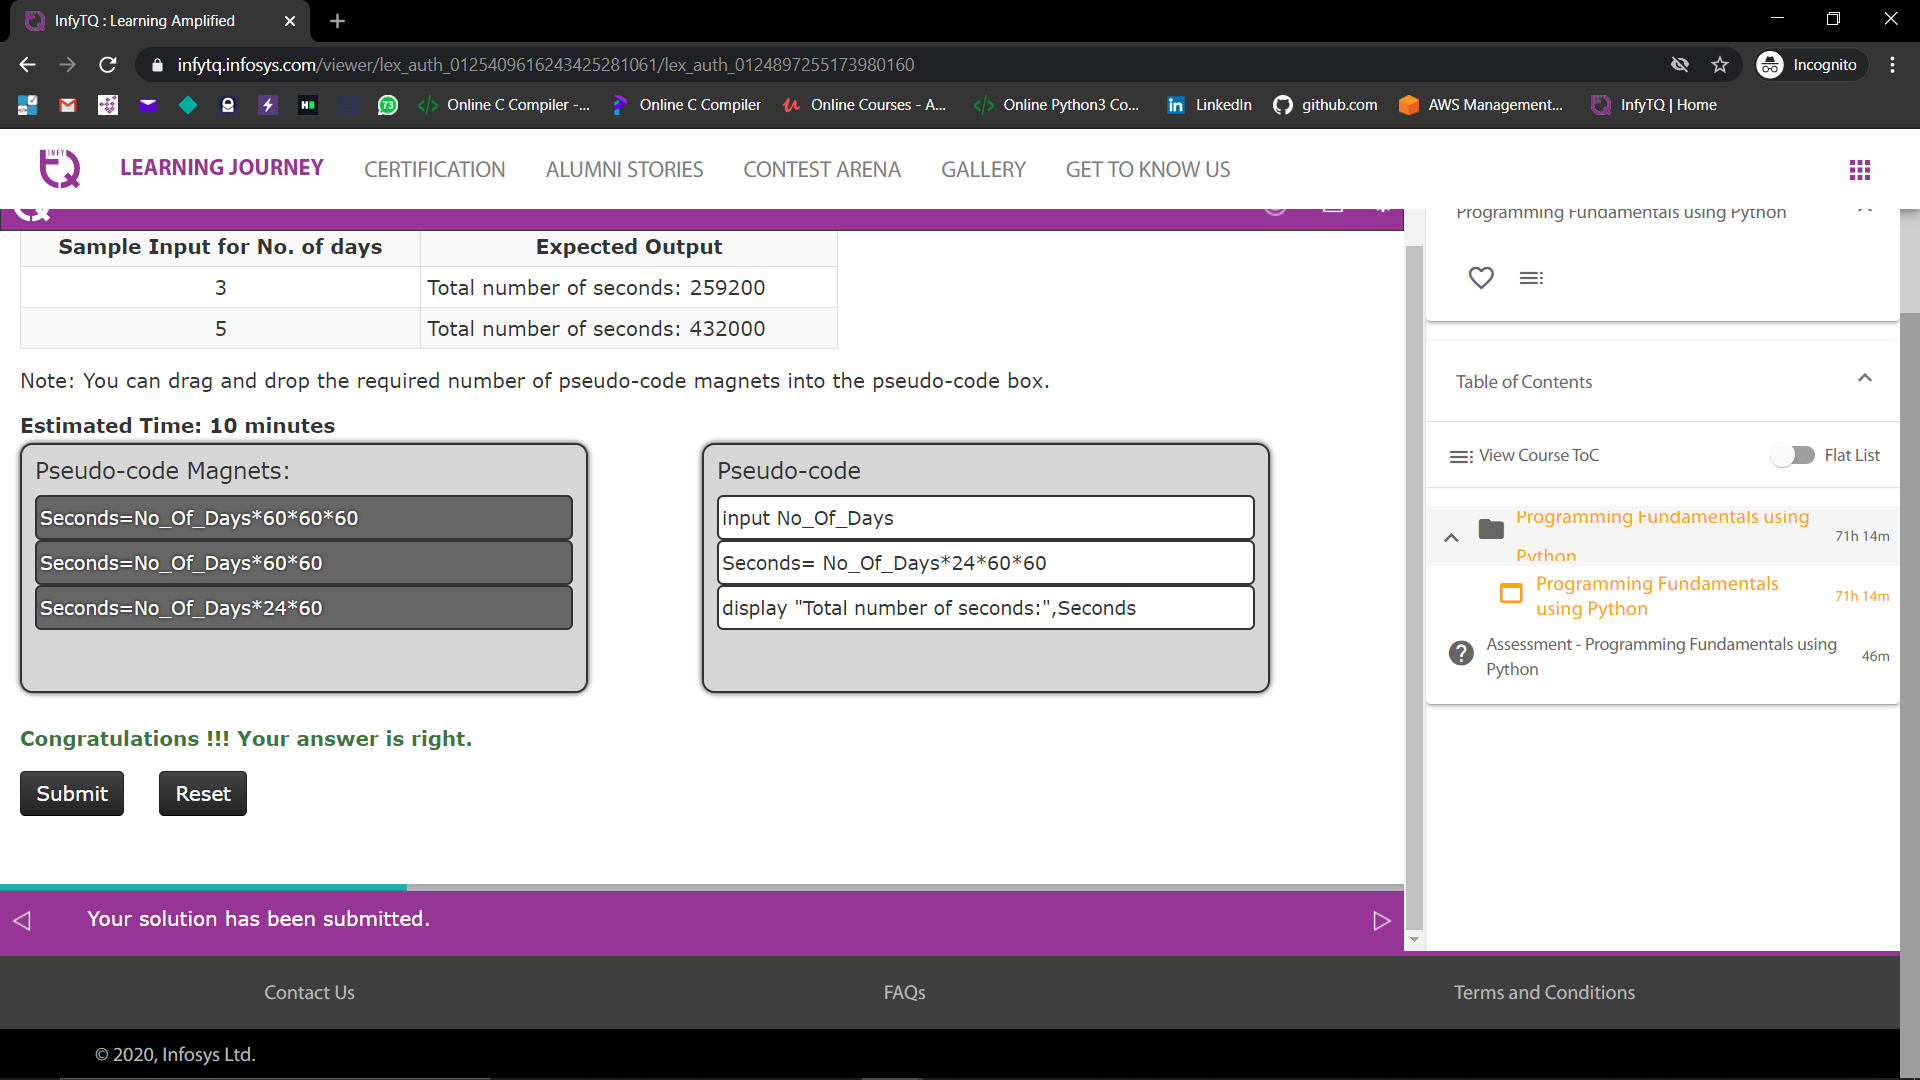 InfyTQ : Learning Amplified
infytq.infosys.com/viewer/lex_auth_0125409616243425281061/lex_auth_0124897255173980160
Incognito
73
Online C Compiler -...
Online C Compiler
Online Courses - A...
Online Python3 Co...
LinkedIn
github.com
AWS Management...
InfyTQ | Home
INFY
LEARNING JOURNEY
CERTIFICATION
ALUMNI STORIES
CONTEST ARENA
GALLERY
GET TO KNOW US
Programming Fundamentals using Python
Sample Input for No. of days
Expected Output
3
Total number of seconds: 259200
5
Total number of seconds: 432000
Note: You can drag and drop the required number of pseudo-code magnets into the pseudo-code box.
Estimated Time: 10 minutes
Pseudo-code Magnets:
Seconds=No_Of_Days*60*60*60
Seconds=No_Of_Days*60*60
Seconds=No_Of_Days*24*60
Pseudo-code
input No_Of_Days
Seconds= No_Of_Days*24*60*60
display "Total number of seconds:",Seconds
Congratulations !!! Your answer is right.
Submit
Reset
Your solution has been submitted.
Table of Contents
View Course ToC
Flat List
Programming Fundamentals using
Python
71h 14m
Programming Fundamentals
using Python
71h 14m
Assessment - Programming Fundamentals using
Python
46m
Contact Us
FAQs
Terms and Conditions
© 2020, Infosys Ltd.